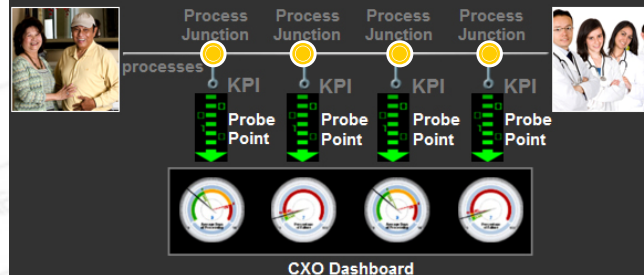 Process Process Process Process
Junction Junction Junction Junction
processes
KPI KPI KPI KPI
Probe Probe Probe Probe
Point Point Point Point
CXO Dashboard